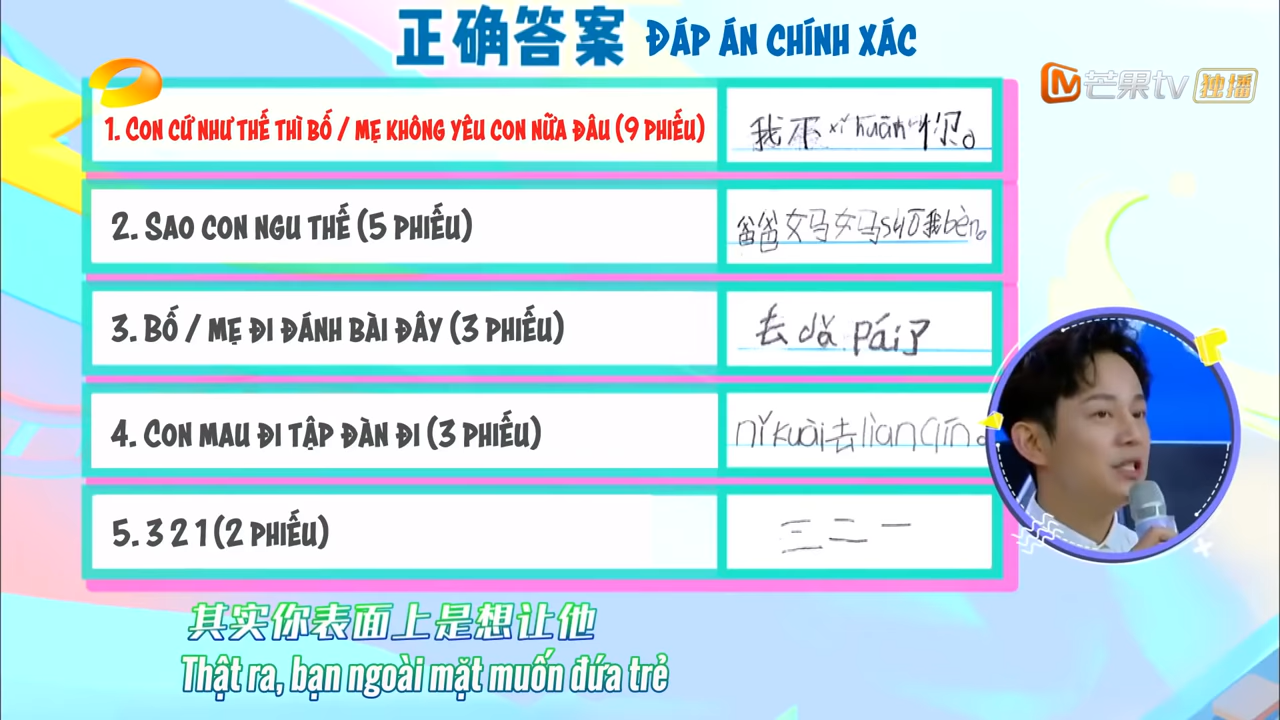 正确答案 ĐÁP ÁN CHÍNH XÁC
芒果tv 独播
1. CON CỨ NHƯ THẾ THÌ BỐ / MẸ KHÔNG YÊU CON NỮA ĐÂU (9 PHIẾU) 我不xǐ huān你。
2. SAO CON NGU THẾ (5 PHIẾU) 爸爸妈妈shuō我bèn。
3. BỐ / MẸ ĐI ĐÁNH BÀI ĐÂY (3 PHIẾU) 去dǎ pái了
4. CON MAU ĐI TẬP ĐÀN ĐI (3 PHIẾU) nǐ kuài去liàn qín。
5. 3 2 1 (2 PHIẾU) 三二一
其实你表面上是想让他
Thật ra, bạn ngoài mặt muốn đứa trẻ